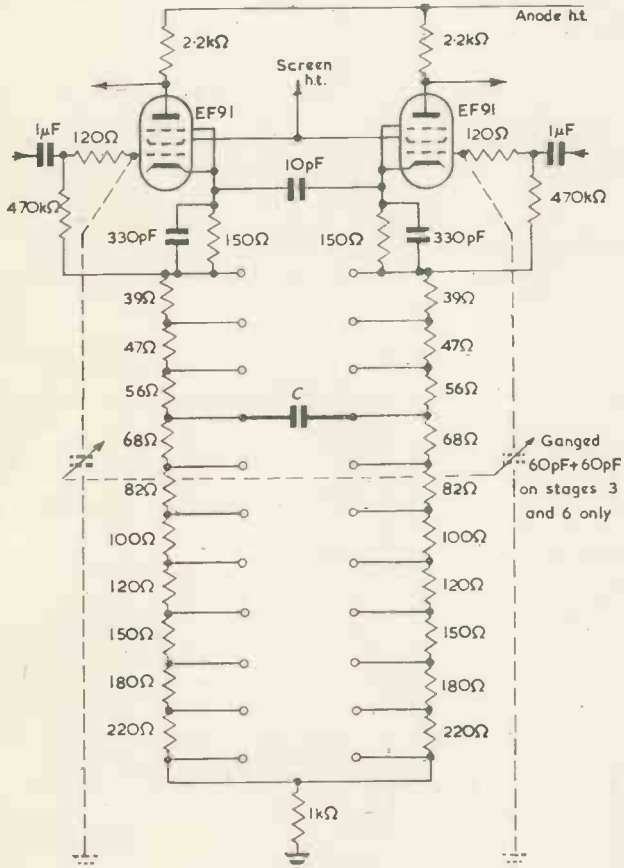 Anode h.t.
2·2kΩ
2·2kΩ
Screen
h.t.
EF91
EF91
1μF
120Ω
120Ω
1μF
10pF
470kΩ
470kΩ
330pF
150Ω
150Ω
330pF
39Ω
39Ω
47Ω
47Ω
56Ω
56Ω
C
68Ω
68Ω
Ganged
60pF+60pF
on stages 3
and 6 only
82Ω
82Ω
100Ω
100Ω
120Ω
120Ω
150Ω
150Ω
180Ω
180Ω
220Ω
220Ω
1kΩ